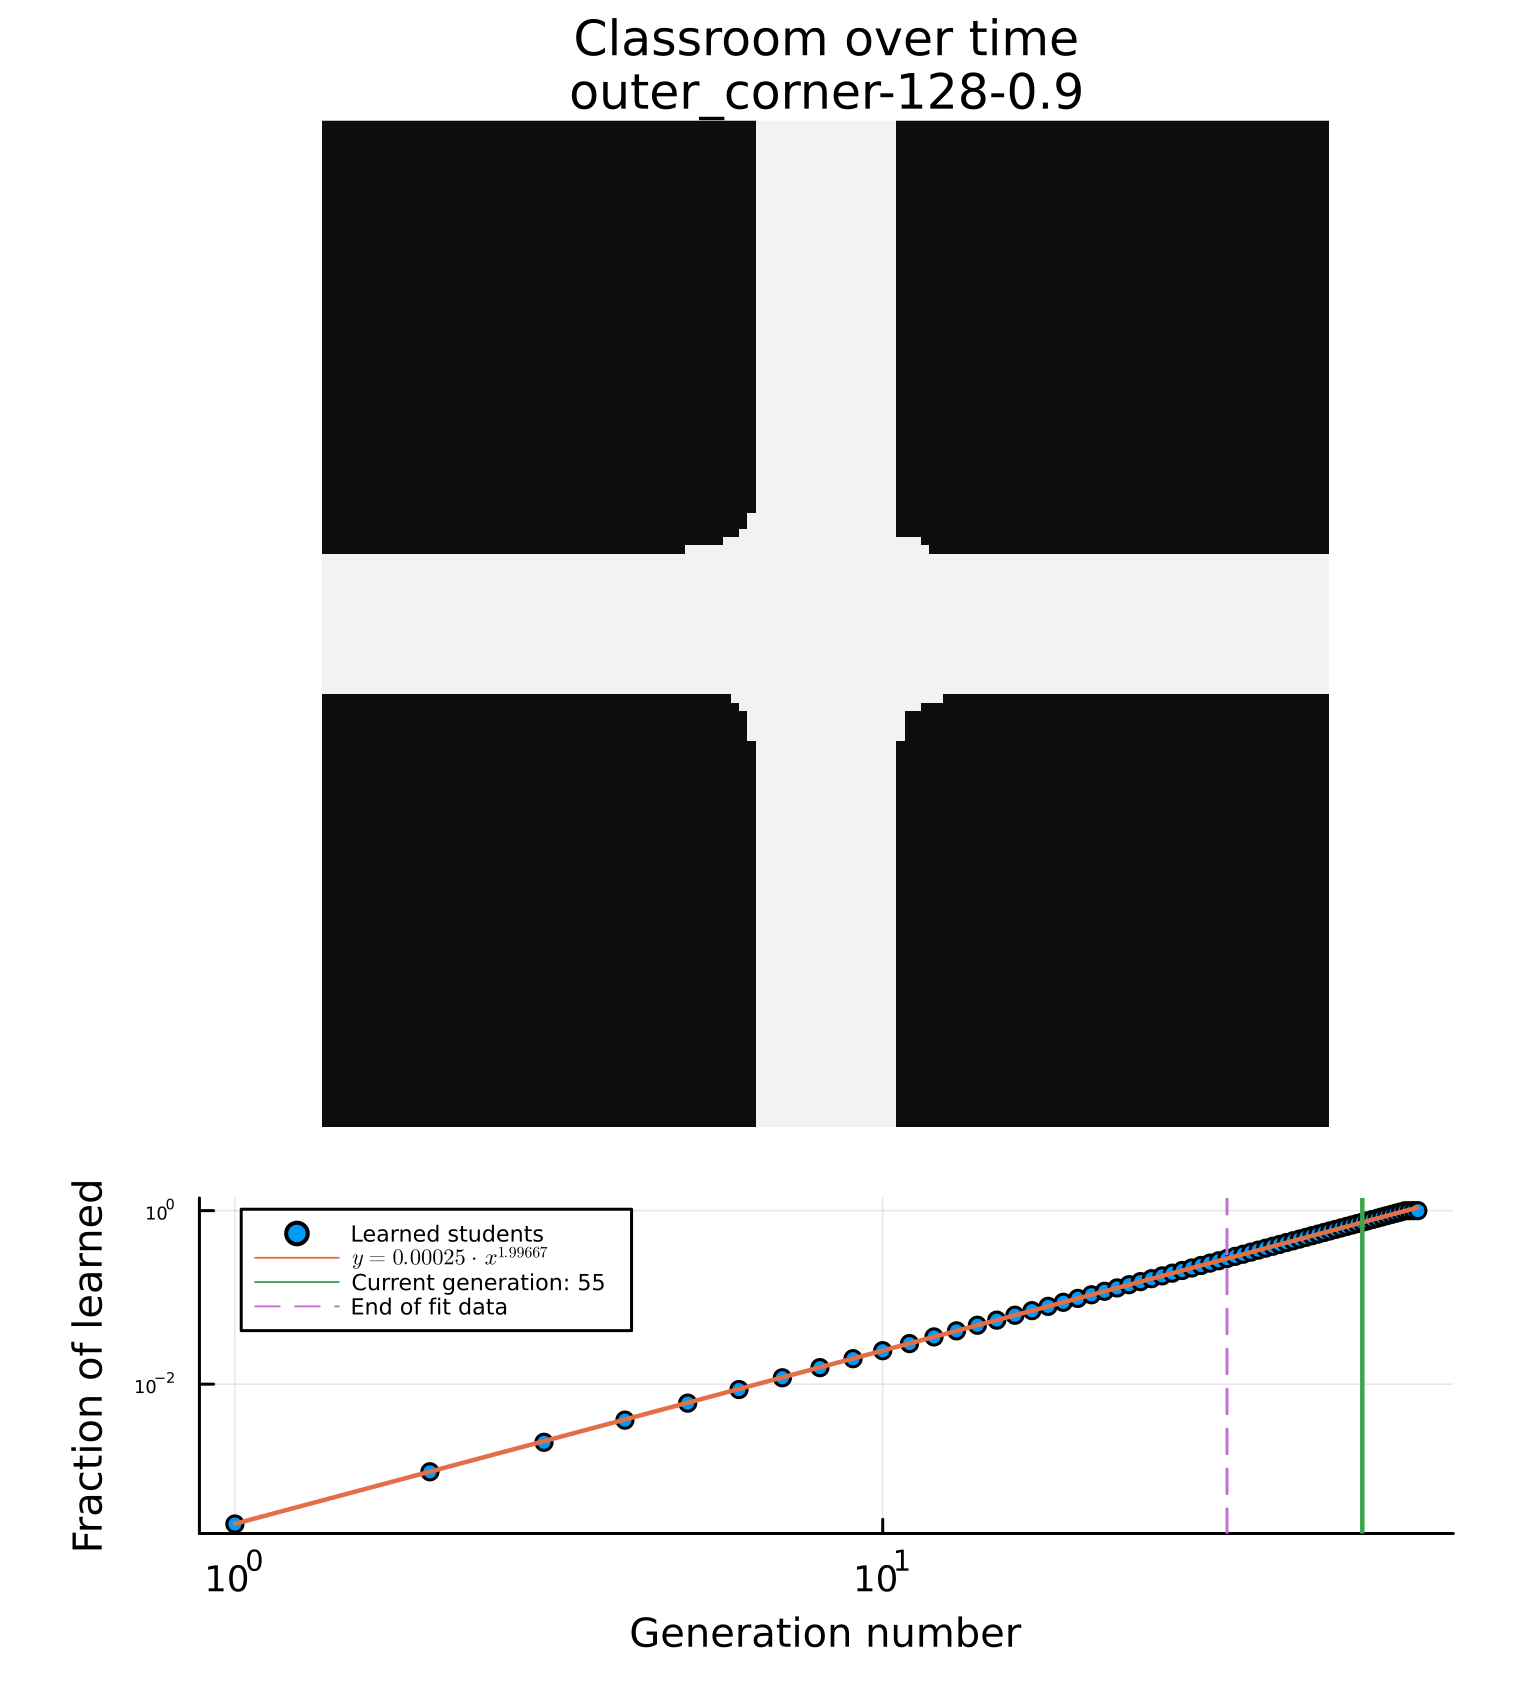 Classroom over time
outer_corner-128-0.9
Fraction of learned
10^0
10^-2
Learned students
y = 0.00025 · x^1.99667
Current generation: 55
End of fit data
10^0
10^1
Generation number